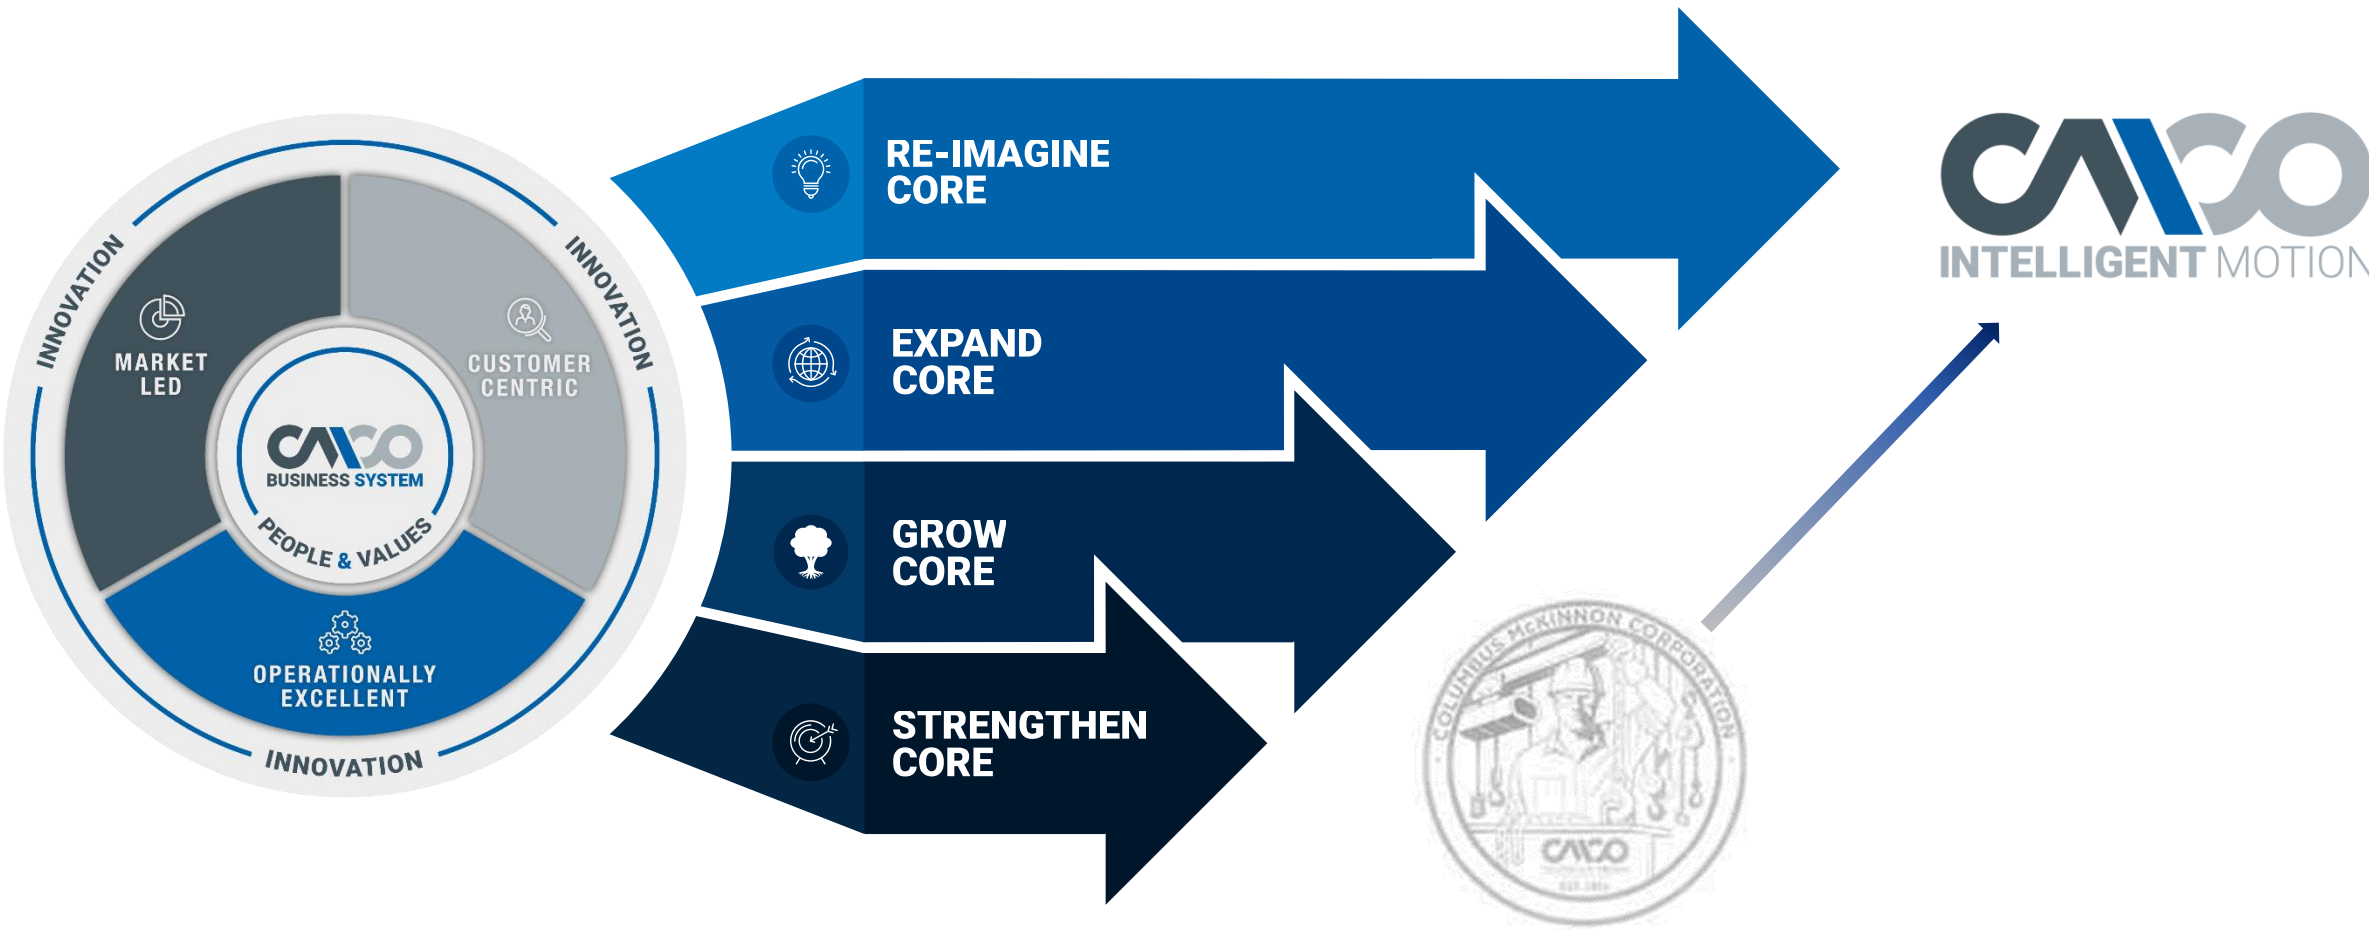 INNOVATION
INNOVATION
MARKET
LED
CUSTOMER
CENTRIC
CMCO
BUSINESS SYSTEM
PEOPLE & VALUES
OPERATIONALLY
EXCELLENT
INNOVATION
RE-IMAGINE
CORE
EXPAND
CORE
GROW
CORE
STRENGTHEN
CORE
CMCO
INTELLIGENT MOTION
COLUMBUS McKINNON CORPORATION
CMCO